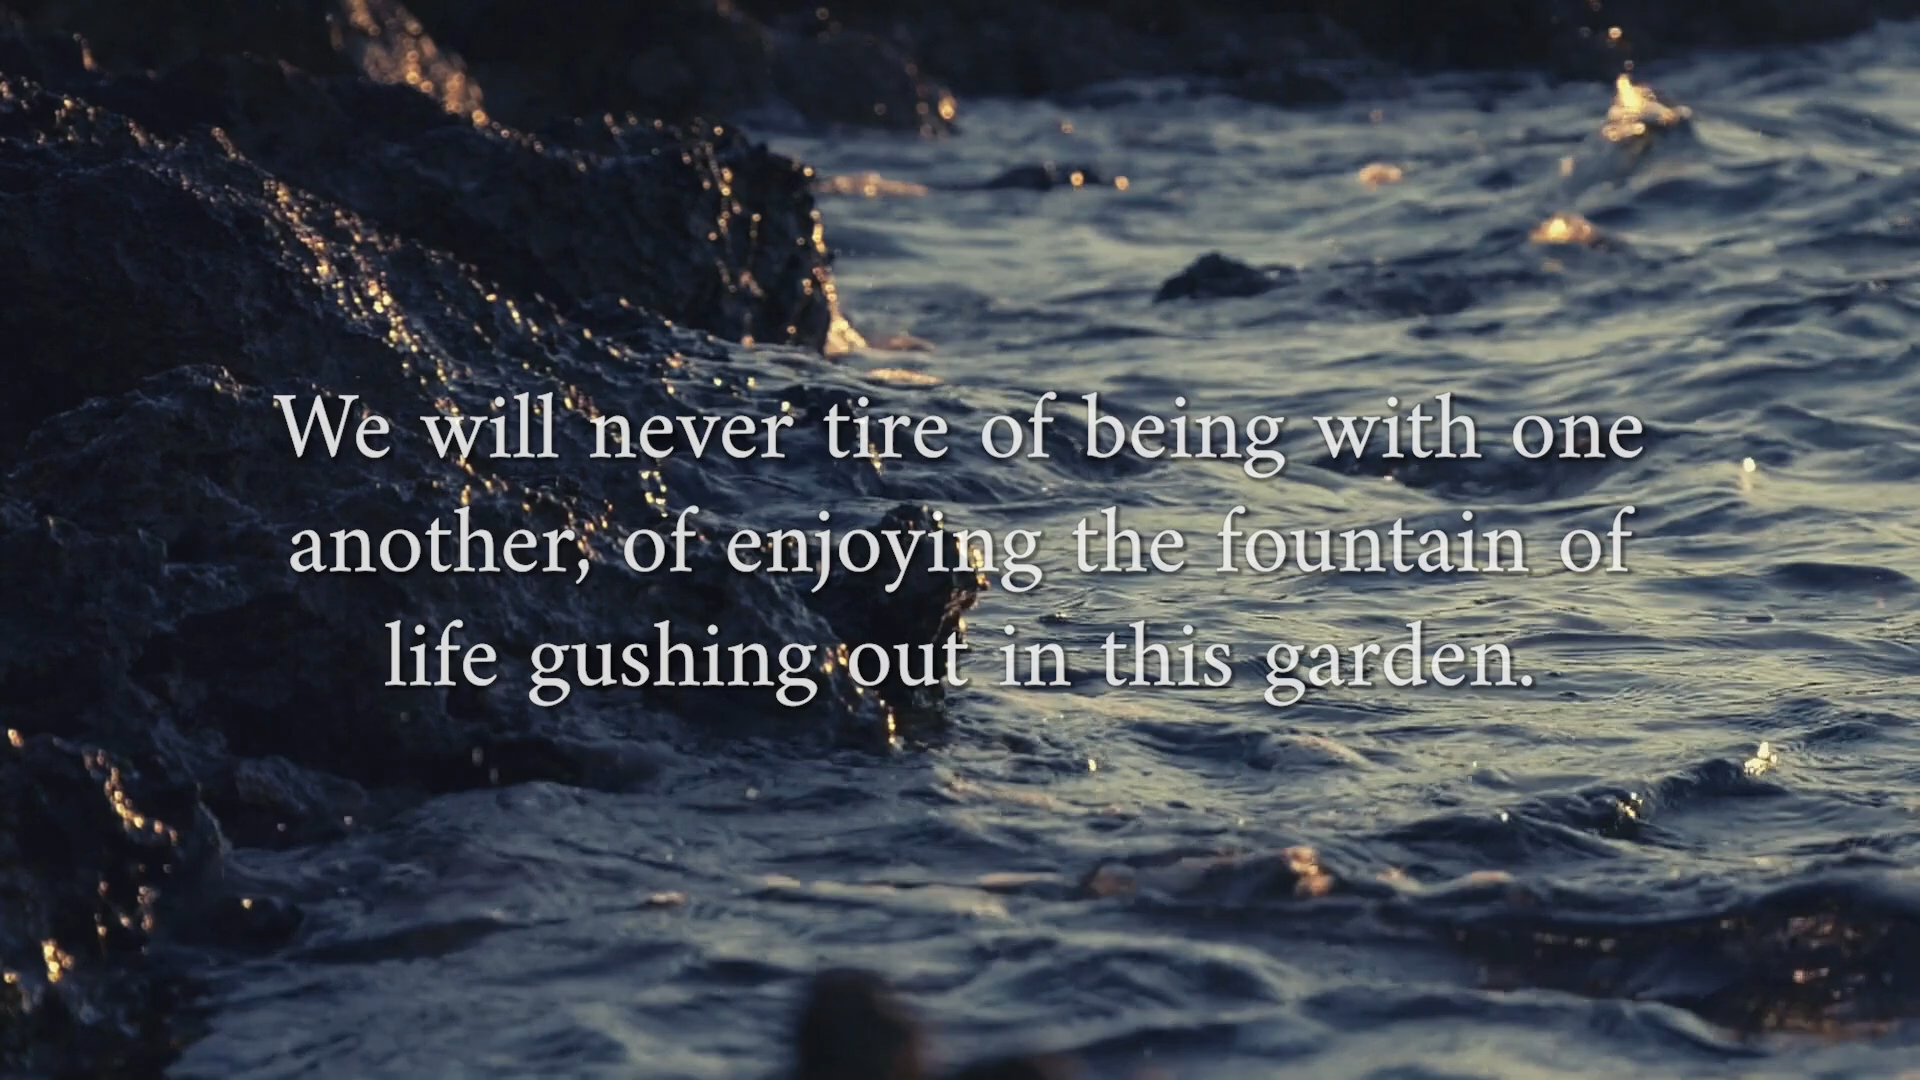 We will never tire of being with one
another, of enjoying the fountain of
life gushing out in this garden.